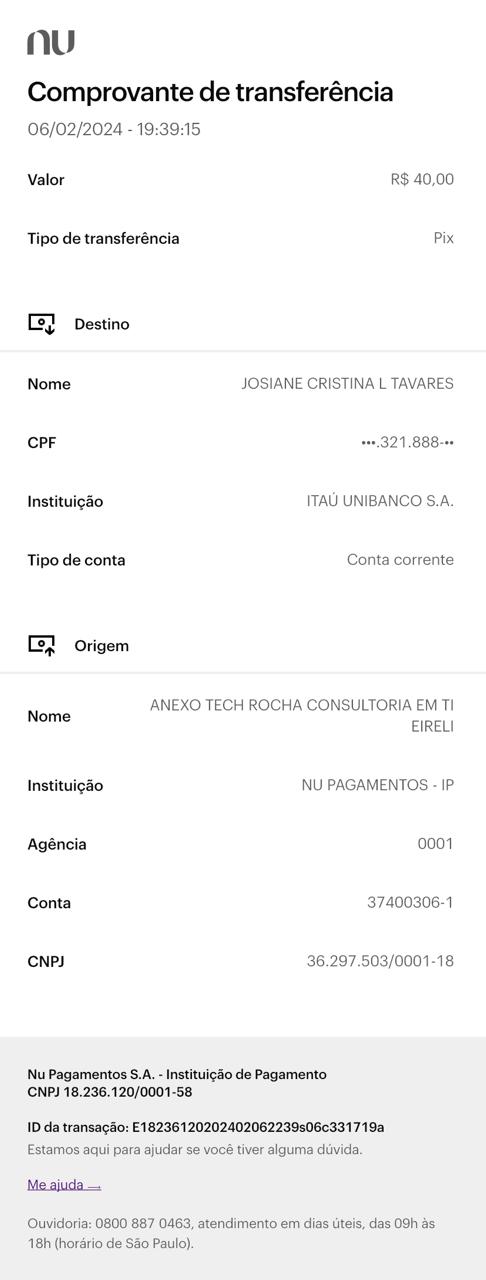 nu
Comprovante de transferência
06/02/2024 - 19:39:15
Valor R$ 40,00
Tipo de transferência Pix
Destino
Nome JOSIANE CRISTINA L TAVARES
CPF •••.321.888-••
Instituição ITAÚ UNIBANCO S.A.
Tipo de conta Conta corrente
Origem
Nome ANEXO TECH ROCHA CONSULTORIA EM TI
EIRELI
Instituição NU PAGAMENTOS - IP
Agência 0001
Conta 37400306-1
CNPJ 36.297.503/0001-18
Nu Pagamentos S.A. - Instituição de Pagamento
CNPJ 18.236.120/0001-58
ID da transação: E18236120202402062239s06c331719a
Estamos aqui para ajudar se você tiver alguma dúvida.
Me ajuda →
Ouvidoria: 0800 887 0463, atendimento em dias úteis, das 09h às
18h (horário de São Paulo).